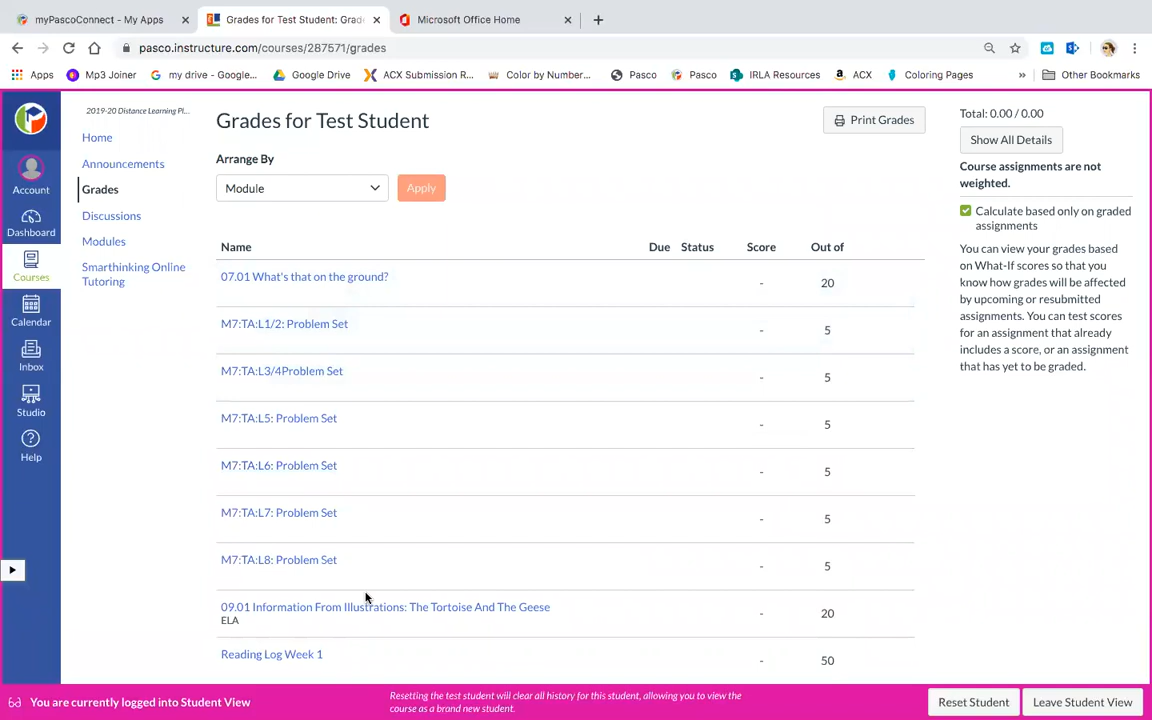 myPascoConnect - My Apps
Grades for Test Student: Grade
Microsoft Office Home
pasco.instructure.com/courses/287571/grades
Apps
Mp3 Joiner
my drive - Google...
Google Drive
ACX Submission R...
Color by Number...
Pasco
Pasco
IRLA Resources
ACX
Coloring Pages
»
Other Bookmarks
Account
Dashboard
Courses
Calendar
Inbox
Studio
Help
2019-20 Distance Learning Pl...
Home
Announcements
Grades
Discussions
Modules
Smarthinking Online
Tutoring
Grades for Test Student
Print Grades
Arrange By
Module
Apply
Name Due Status Score Out of
07.01 What's that on the ground? - 20
M7:TA:L1/2: Problem Set - 5
M7:TA:L3/4Problem Set - 5
M7:TA:L5: Problem Set - 5
M7:TA:L6: Problem Set - 5
M7:TA:L7: Problem Set - 5
M7:TA:L8: Problem Set - 5
09.01 Information From Illustrations: The Tortoise And The Geese - 20
ELA
Reading Log Week 1 - 50
Total: 0.00 / 0.00
Show All Details
Course assignments are not
weighted.
Calculate based only on graded
assignments
You can view your grades based
on What-If scores so that you
know how grades will be affected
by upcoming or resubmitted
assignments. You can test scores
for an assignment that already
includes a score, or an assignment
that has yet to be graded.
You are currently logged into Student View
Resetting the test student will clear all history for this student, allowing you to view the
course as a brand new student.
Reset Student
Leave Student View